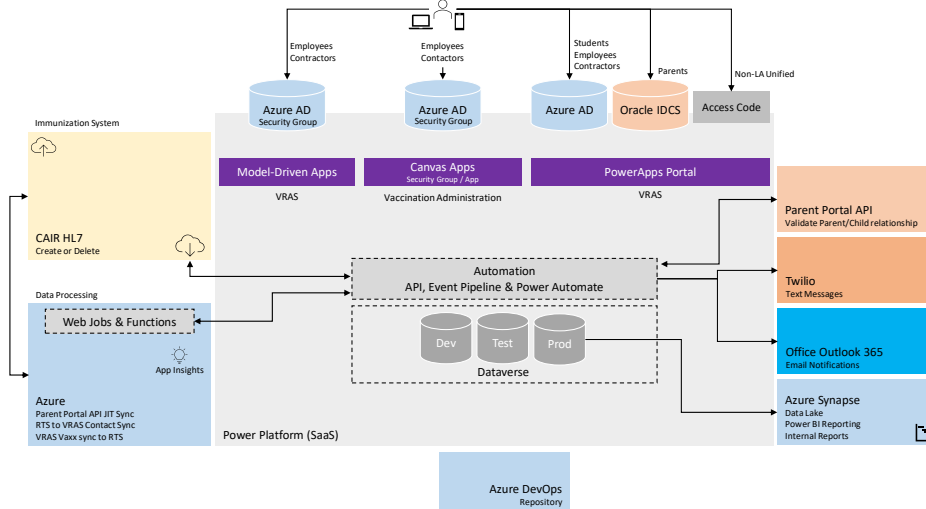 Employees
Contractors
Employees
Contactors
Students
Employees
Contractors
Parents
Non-LA Unified
Azure AD
Security Group
Azure AD
Security Group
Azure AD
Oracle IDCS
Access Code
Immunization System
CAIR HL7
Create or Delete
Model-Driven Apps
VRAS
Canvas Apps
Security Group / App
Vaccination Administration
PowerApps Portal
VRAS
Parent Portal API
Validate Parent/Child relationship
Automation
API, Event Pipeline & Power Automate
Twilio
Text Messages
Data Processing
Web Jobs & Functions
App Insights
Azure
Parent Portal API JIT Sync
RTS to VRAS Contact Sync
VRAS Vaxx sync to RTS
Dev
Test
Prod
Dataverse
Office Outlook 365
Email Notifications
Azure Synapse
Data Lake
Power BI Reporting
Internal Reports
Power Platform (SaaS)
Azure DevOps
Repository